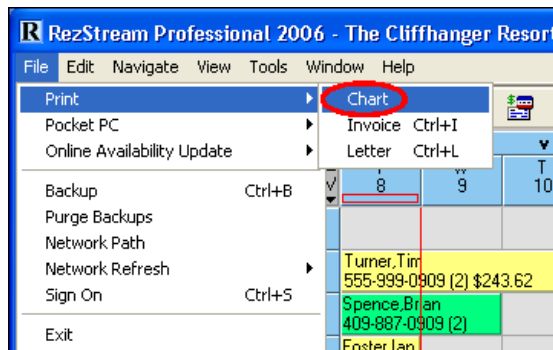 R RezStream Professional 2006 - The Cliffhanger Resort
File Edit Navigate View Tools Window Help
Print
Chart
Pocket PC
Invoice Ctrl+I
Online Availability Update
Letter Ctrl+L
Backup Ctrl+B
Purge Backups
Network Path
Network Refresh
Sign On Ctrl+S
Exit
T
8 9 10
Turner,Tim
555-999-0909 (2) $243.62
Spence,Brian
409-887-0909 (2)
Foster,Ian